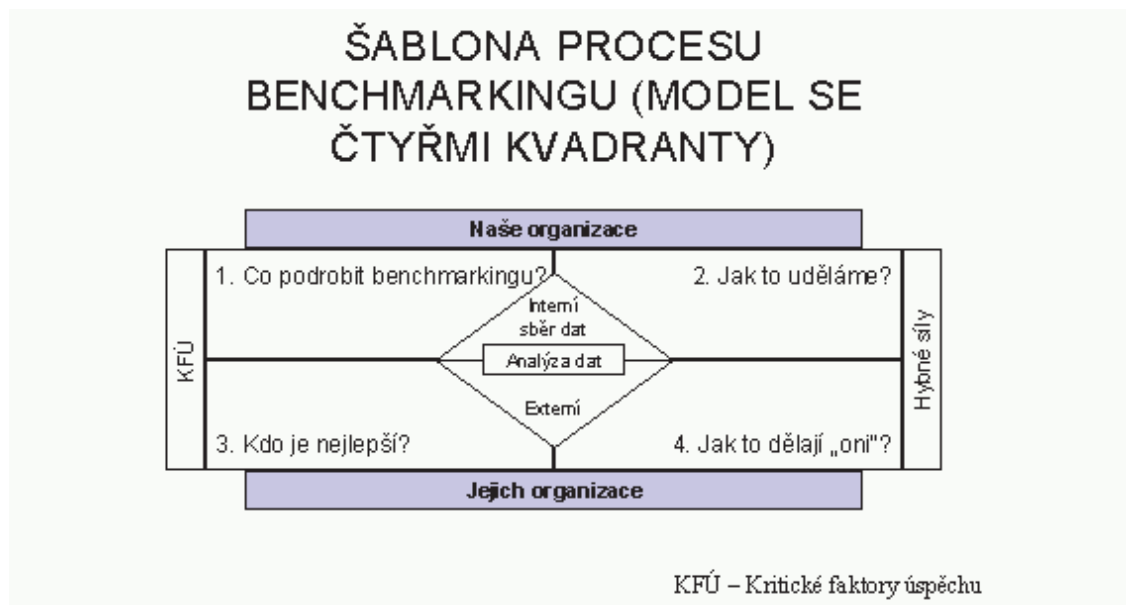 ŠABLONA PROCESU
BENCHMARKINGU (MODEL SE
ČTYŘMI KVADRANTY)
Naše organizace
1. Co podrobit benchmarkingu?
2. Jak to uděláme?
Interní
sběr dat
KFÚ
Analýza dat
Hybné síly
Externí
3. Kdo je nejlepší?
4. Jak to dělají „oni"?
Jejich organizace
KFÚ – Kritické faktory úspěchu